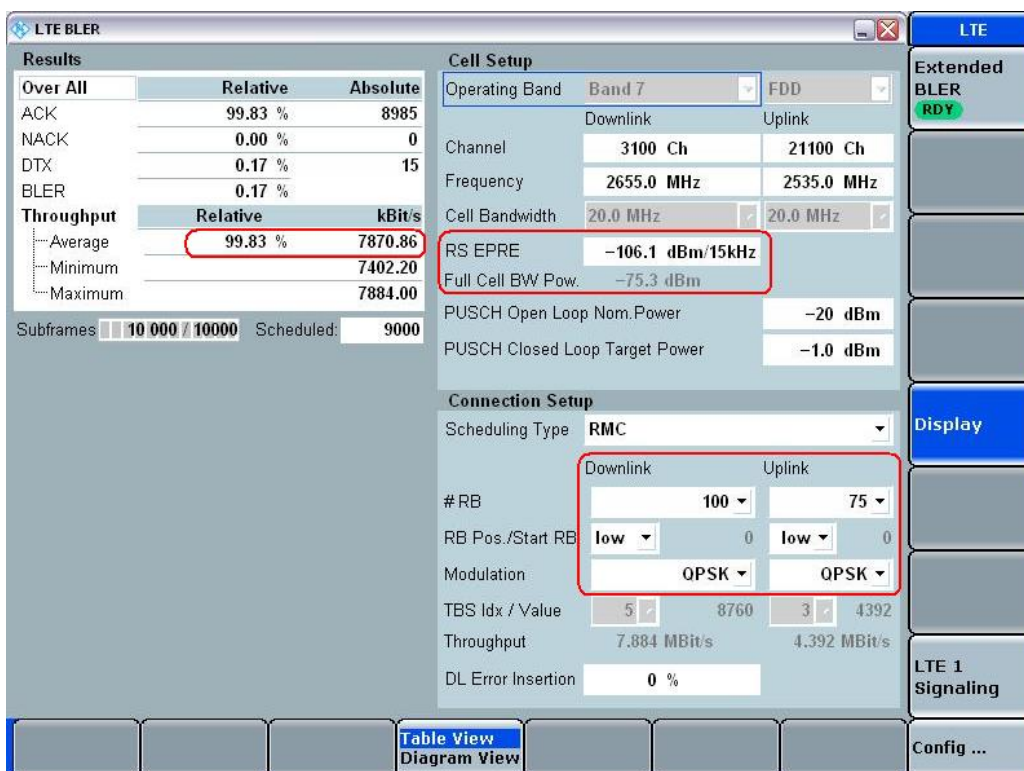 LTE BLER
Results
Over All Relative Absolute
ACK 99.83 % 8985
NACK 0.00 % 0
DTX 0.17 % 15
BLER 0.17 %
Throughput Relative kBit/s
Average 99.83 % 7870.86
Minimum 7402.20
Maximum 7884.00
Subframes 10 000 / 10000 Scheduled: 9000
Cell Setup
Operating Band Band 7 FDD
Downlink Uplink
Channel 3100 Ch 21100 Ch
Frequency 2655.0 MHz 2535.0 MHz
Cell Bandwidth 20.0 MHz 20.0 MHz
RS EPRE −106.1 dBm/15kHz
Full Cell BW Pow. −75.3 dBm
PUSCH Open Loop Nom.Power −20 dBm
PUSCH Closed Loop Target Power −1.0 dBm
Connection Setup
Scheduling Type RMC
Downlink Uplink
# RB 100 75
RB Pos./Start RB low 0 low 0
Modulation QPSK QPSK
TBS Idx / Value 5 8760 3 4392
Throughput 7.884 MBit/s 4.392 MBit/s
DL Error Insertion 0 %
LTE
Extended
BLER
RDY
Display
LTE 1
Signaling
Config ...
Table View
Diagram View